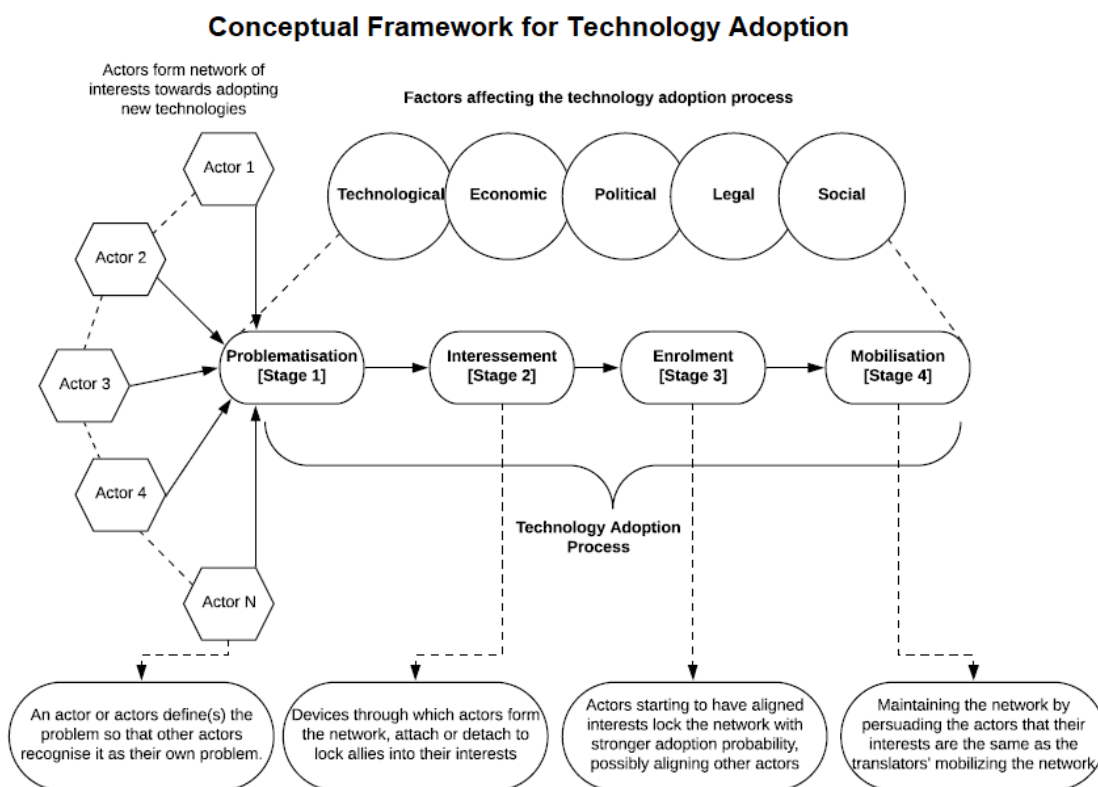 Conceptual Framework for Technology Adoption
Actors form network of
interests towards adopting
new technologies
Factors affecting the technology adoption process
Actor 1
Technological
Economic
Political
Legal
Social
Actor 2
Problematisation
[Stage 1]
Interessement
[Stage 2]
Enrolment
[Stage 3]
Mobilisation
[Stage 4]
Actor 3
Actor 4
Technology Adoption
Process
Actor N
An actor or actors define(s) the
problem so that other actors
recognise it as their own problem.
Devices through which actors form
the network, attach or detach to
lock allies into their interests
Actors starting to have aligned
interests lock the network with
stronger adoption probability,
possibly aligning other actors
Maintaining the network by
persuading the actors that their
interests are the same as the
translators' mobilizing the network